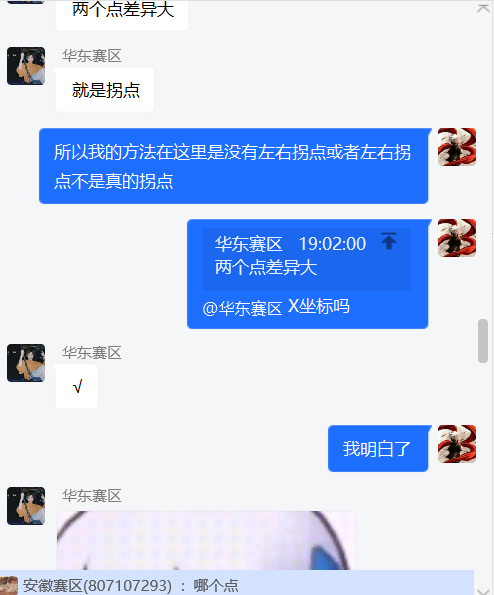 两个点差异大
华东赛区
就是拐点
所以我的方法在这里是没有左右拐点或者左右拐
点不是真的拐点
华东赛区 19:02:00
两个点差异大
@华东赛区 X坐标吗
华东赛区
√
我明白了
华东赛区
安徽赛区(807107293) ：哪个点